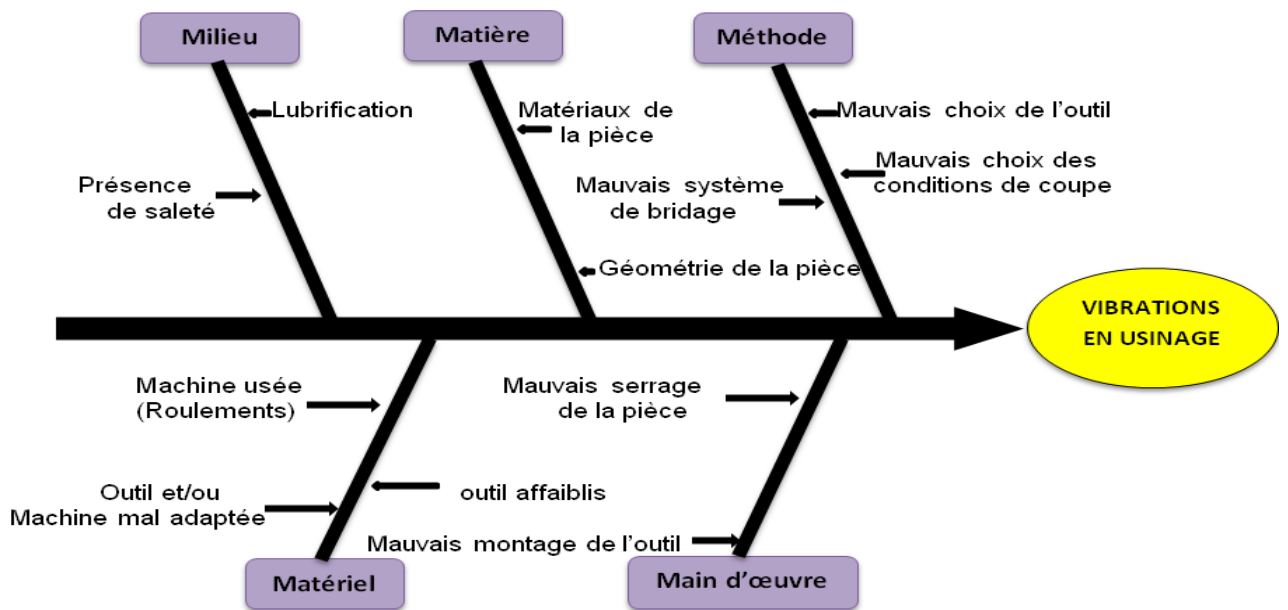 Milieu
Matière
Méthode
Lubrification
Présence
de saleté
Matériaux de
la pièce
Géométrie de la pièce
Mauvais choix de l’outil
Mauvais choix des
conditions de coupe
Mauvais système
de bridage
VIBRATIONS
EN USINAGE
Machine usée
(Roulements)
Outil et/ou
Machine mal adaptée
outil affaiblis
Mauvais serrage
de la pièce
Mauvais montage de l’outil
Matériel
Main d’œuvre